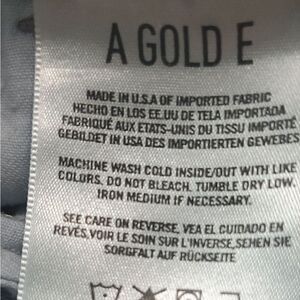 A GOLD E
MADE IN U.S.A OF IMPORTED FABRIC
HECHO EN LOS EE.UU DE TELA IMPORTADA
FABRIQUÉ AUX ETATS-UNIS DU TISSU IMPORTÉ
GEBILDET IN USA DES IMPORTIERTEN GEWEBES
MACHINE WASH COLD INSIDE/OUT WITH LIKE
COLORS. DO NOT BLEACH. TUMBLE DRY LOW.
IRON MEDIUM IF NECESSARY.
SEE CARE ON REVERSE, VEA EL CUIDADO EN
REVÉS, VOIR LE SOIN SUR L'INVERSE, SEHEN SIE
SORGFALT AUF RÜCKSEITE